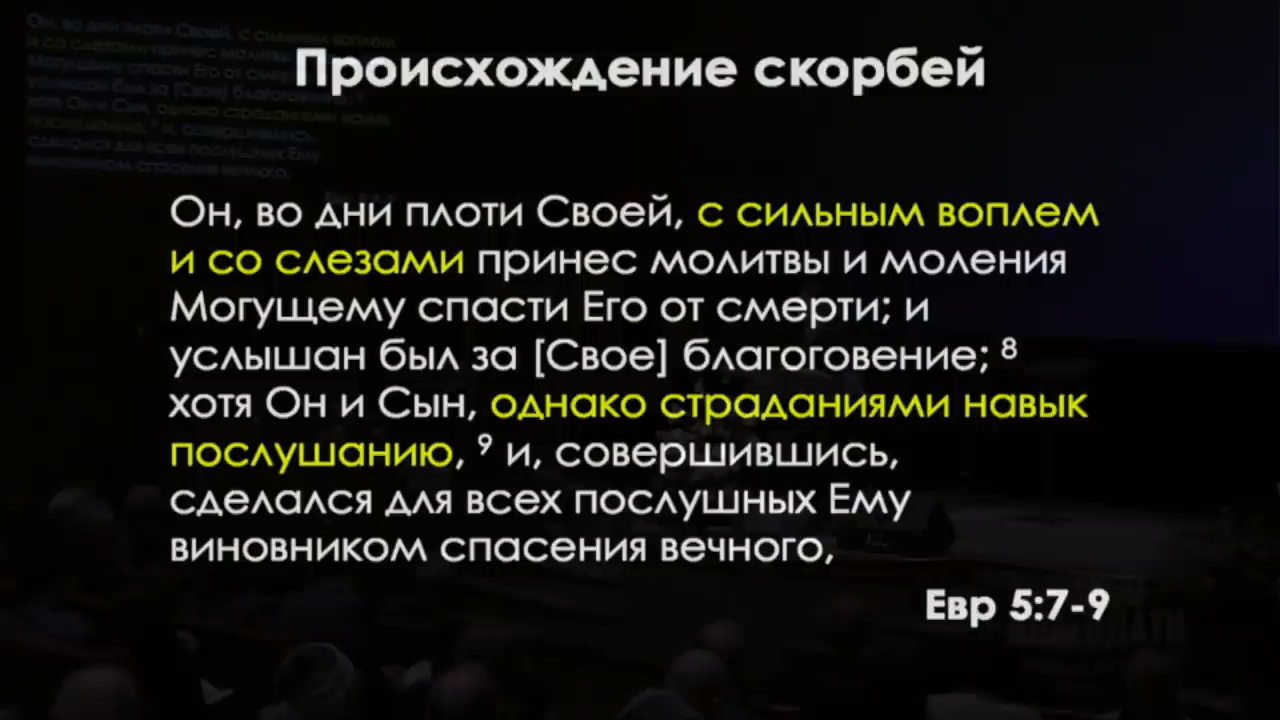 Происхождение скорбей
Он, во дни плоти Своей, с сильным воплем
и со слезами принес молитвы и моления
Могущему спасти Его от смерти; и
услышан был за [Свое] благоговение; 8
хотя Он и Сын, однако страданиями навык
послушанию, 9 и, совершившись,
сделался для всех послушных Ему
виновником спасения вечного,
Евр 5:7-9